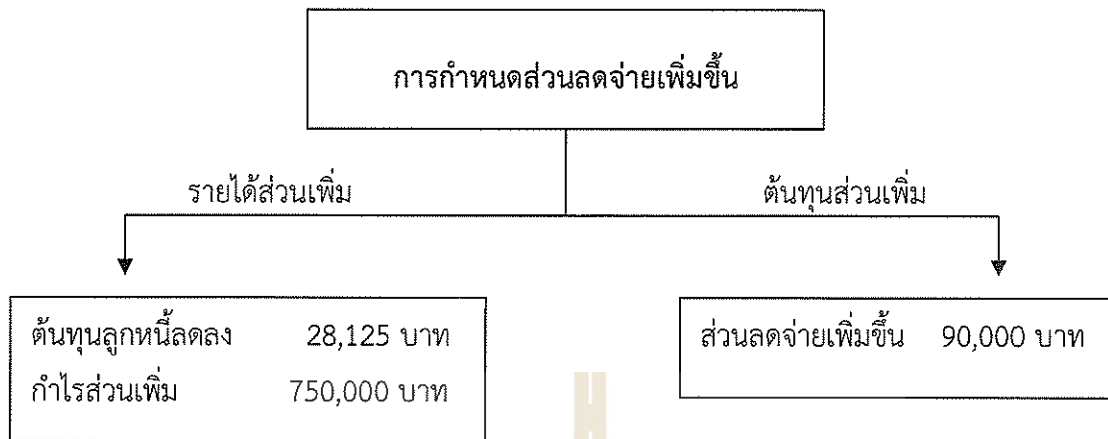 การกำหนดส่วนลดจ่ายเพิ่มขึ้น
รายได้ส่วนเพิ่ม
ต้นทุนส่วนเพิ่ม
ต้นทุนลูกหนี้ลดลง 28,125 บาท
กำไรส่วนเพิ่ม 750,000 บาท
ส่วนลดจ่ายเพิ่มขึ้น 90,000 บาท